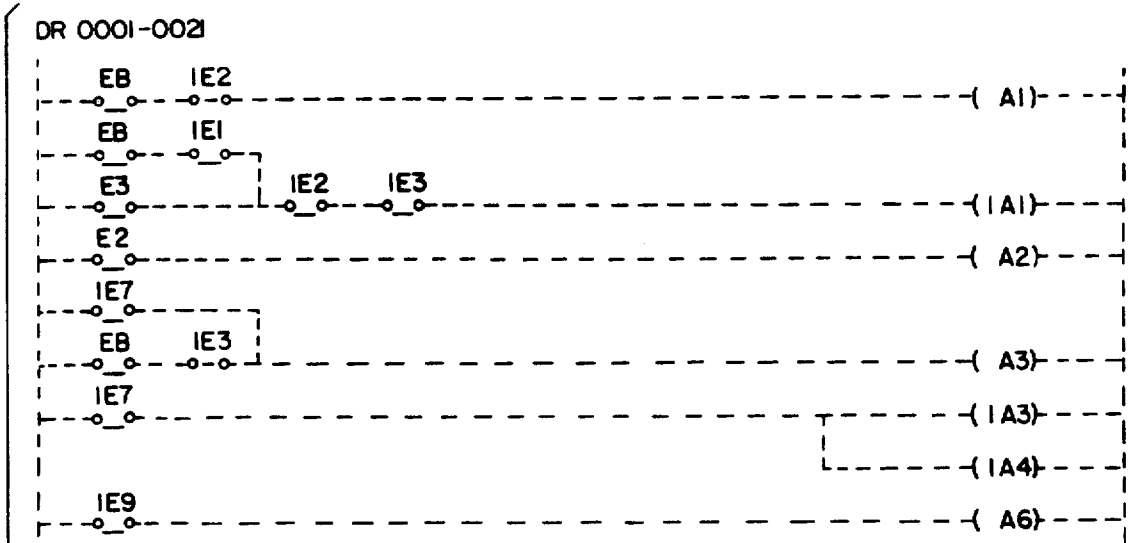 DR 0001-0021
EB 1E2
( A1)
EB 1E1
E3 1E2 1E3
(1A1)
E2
( A2)
1E7
EB 1E3
( A3)
1E7
(1A3)
(1A4)
1E9
( A6)